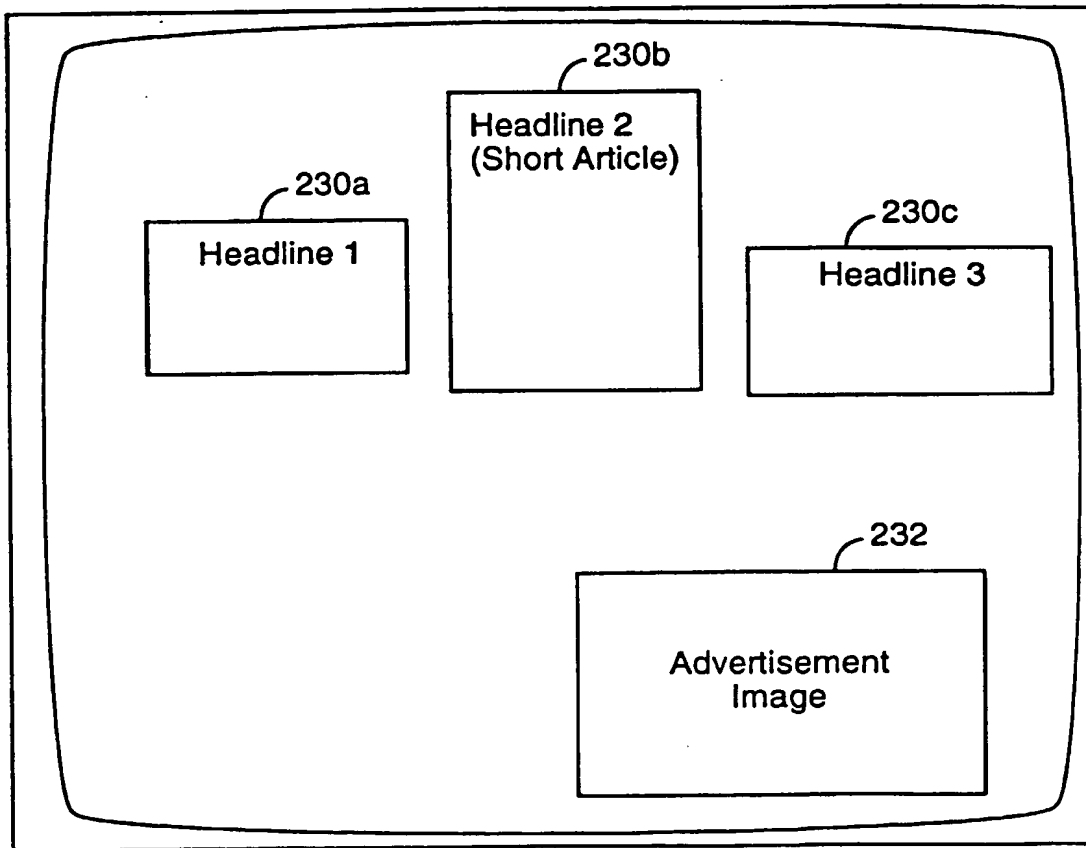 230b
Headline 2
(Short Article)
230a
Headline 1
230c
Headline 3
232
Advertisement
Image